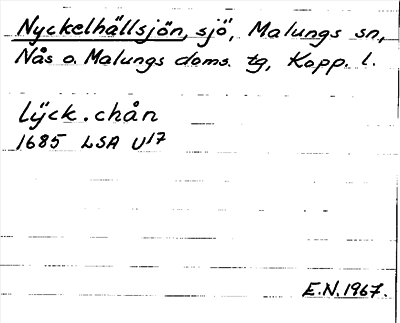 Nyckelhällsjön, sjö, Malungs sn,
Nås o. Malungs doms. tg, Kopp. l.
Lÿck.chån
1685 LSA U17
E.N.1967.